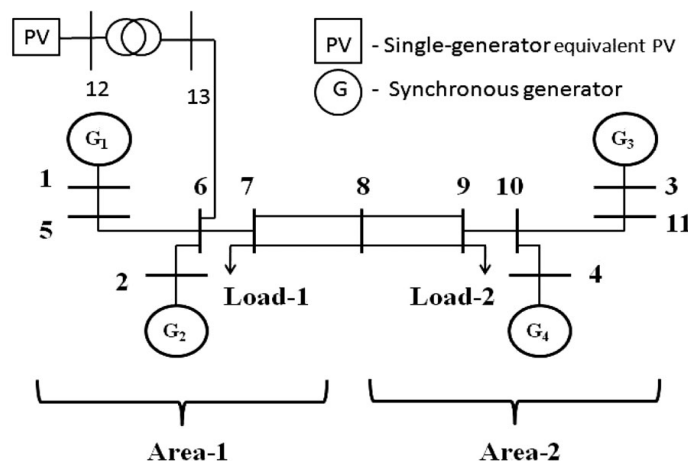 PV
12
13
PV - Single-generator equivalent PV
G - Synchronous generator
G1
G3
1
6 7 8 9 10
3
5
11
2
Load-1
Load-2
4
G2
G4
Area-1
Area-2